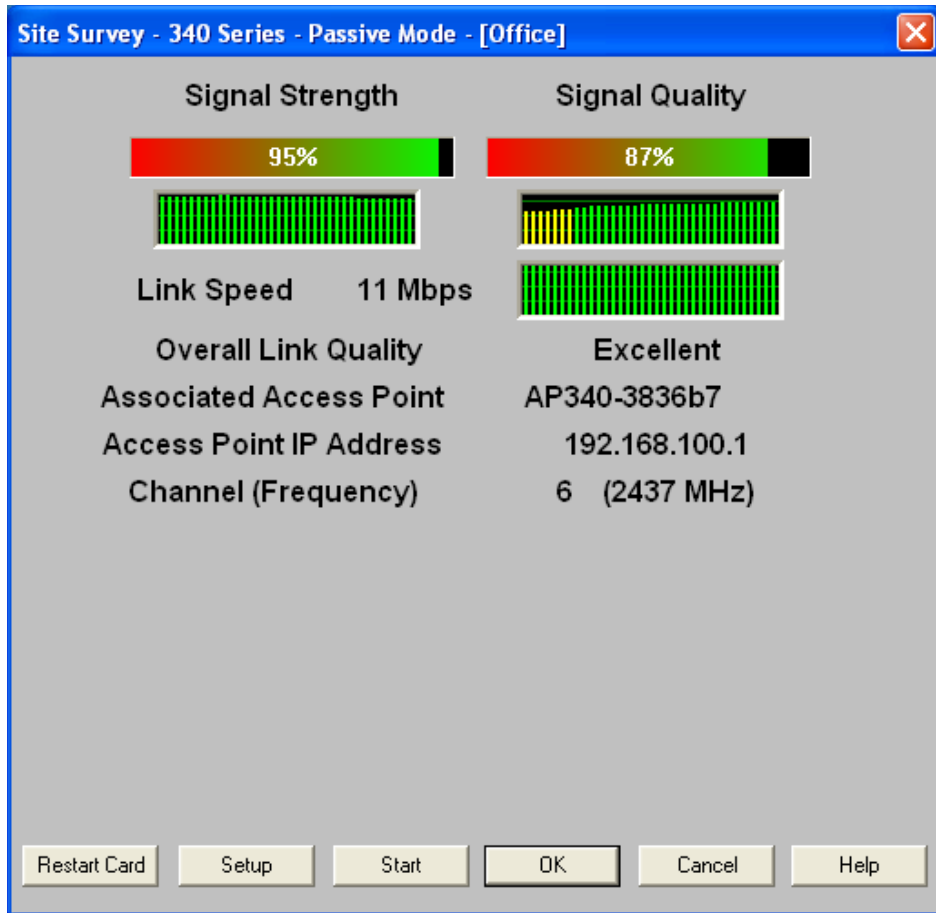 Site Survey - 340 Series - Passive Mode - [Office]
Signal Strength Signal Quality
95% 87%
Link Speed 11 Mbps
Overall Link Quality Excellent
Associated Access Point AP340-3836b7
Access Point IP Address 192.168.100.1
Channel (Frequency) 6 (2437 MHz)
Restart Card Setup Start OK Cancel Help